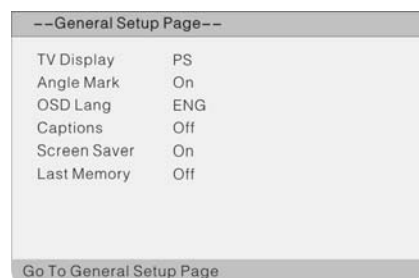 --General Setup Page--
TV Display PS
Angle Mark On
OSD Lang ENG
Captions Off
Screen Saver On
Last Memory Off
Go To General Setup Page